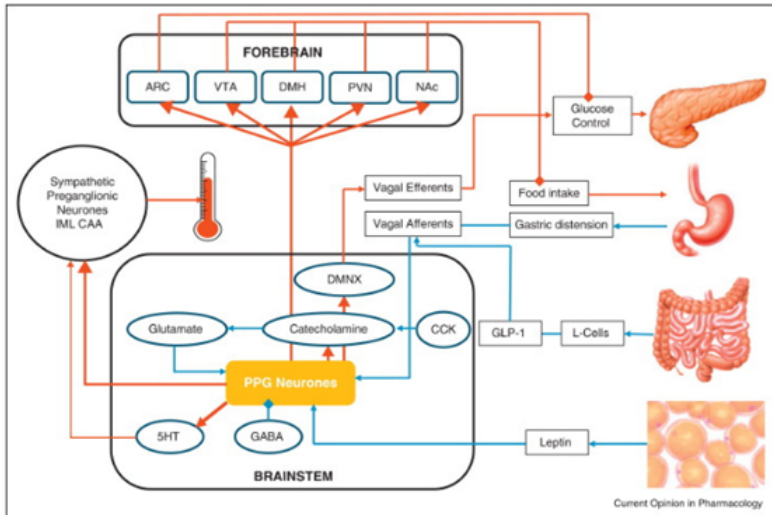 FOREBRAIN
ARC
VTA
DMH
PVN
NAc
Glucose
Control
Sympathetic
Preganglionic
Neurones
IML CAA
Vagal Efferents
Food intake
Vagal Afferents
Gastric distension
DMNX
Glutamate
Catecholamine
CCK
GLP-1
L-Cells
PPG Neurones
5HT
GABA
Leptin
BRAINSTEM
Current Opinion in Pharmacology